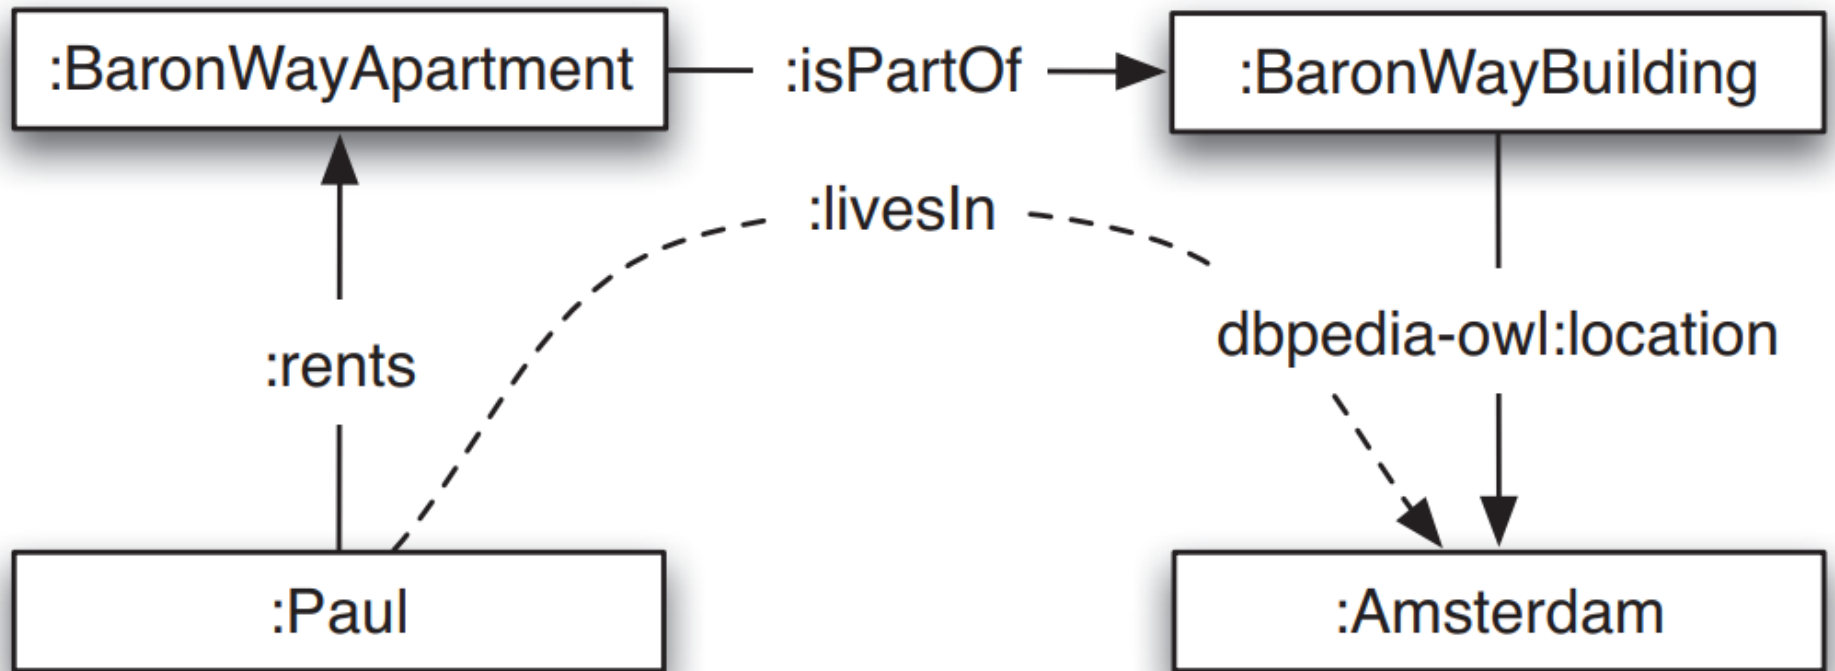 :BaronWayApartment
:isPartOf
:BaronWayBuilding
:livesIn
dbpedia-owl:location
:rents
:Paul
:Amsterdam